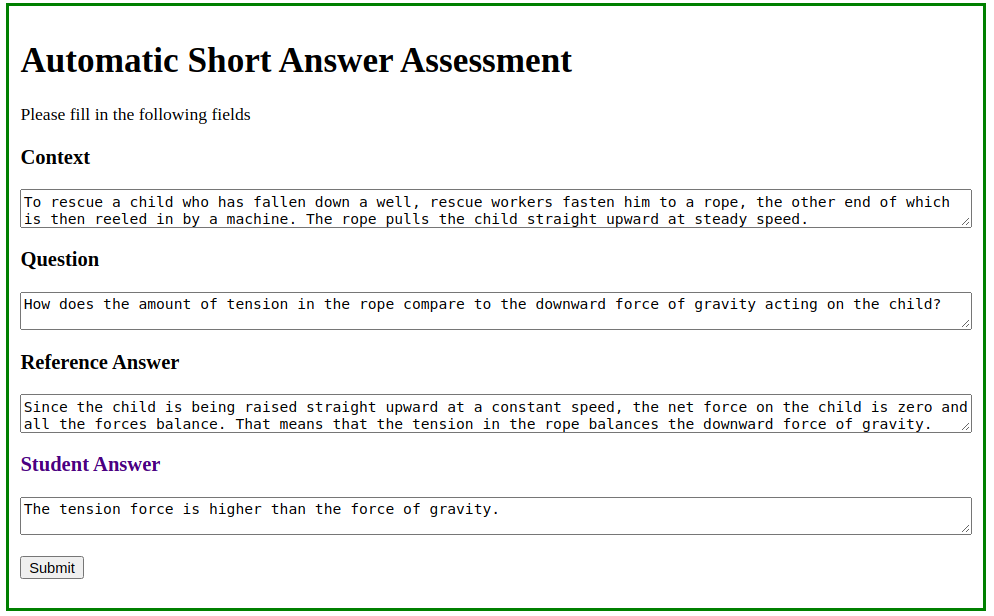 Automatic Short Answer Assessment
Please fill in the following fields
Context
To rescue a child who has fallen down a well, rescue workers fasten him to a rope, the other end of which
is then reeled in by a machine. The rope pulls the child straight upward at steady speed.
Question
How does the amount of tension in the rope compare to the downward force of gravity acting on the child?
Reference Answer
Since the child is being raised straight upward at a constant speed, the net force on the child is zero and
all the forces balance. That means that the tension in the rope balances the downward force of gravity.
Student Answer
The tension force is higher than the force of gravity.
Submit